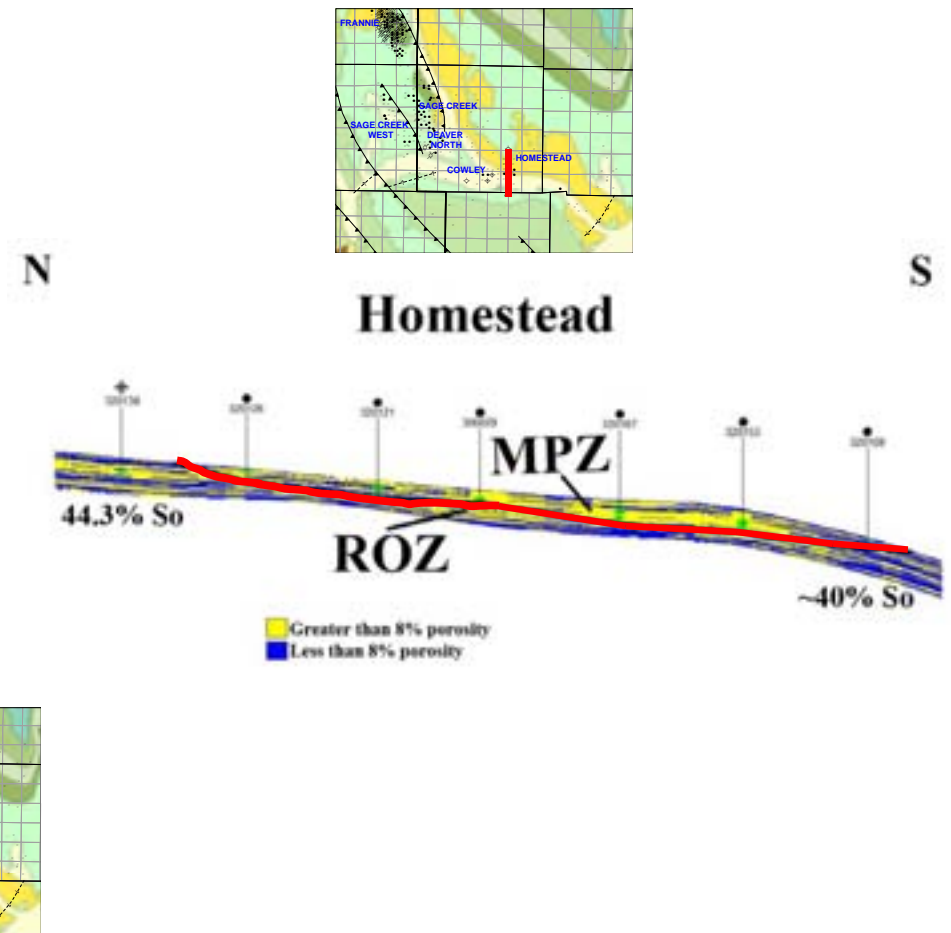 FRANNIE
SAGE CREEK
SAGE CREEK
WEST
DEAVER
NORTH
HOMESTEAD
COWLEY
N
S
Homestead
MPZ
44.3% So
ROZ
~40% So
Greater than 8% porosity
Less than 8% porosity